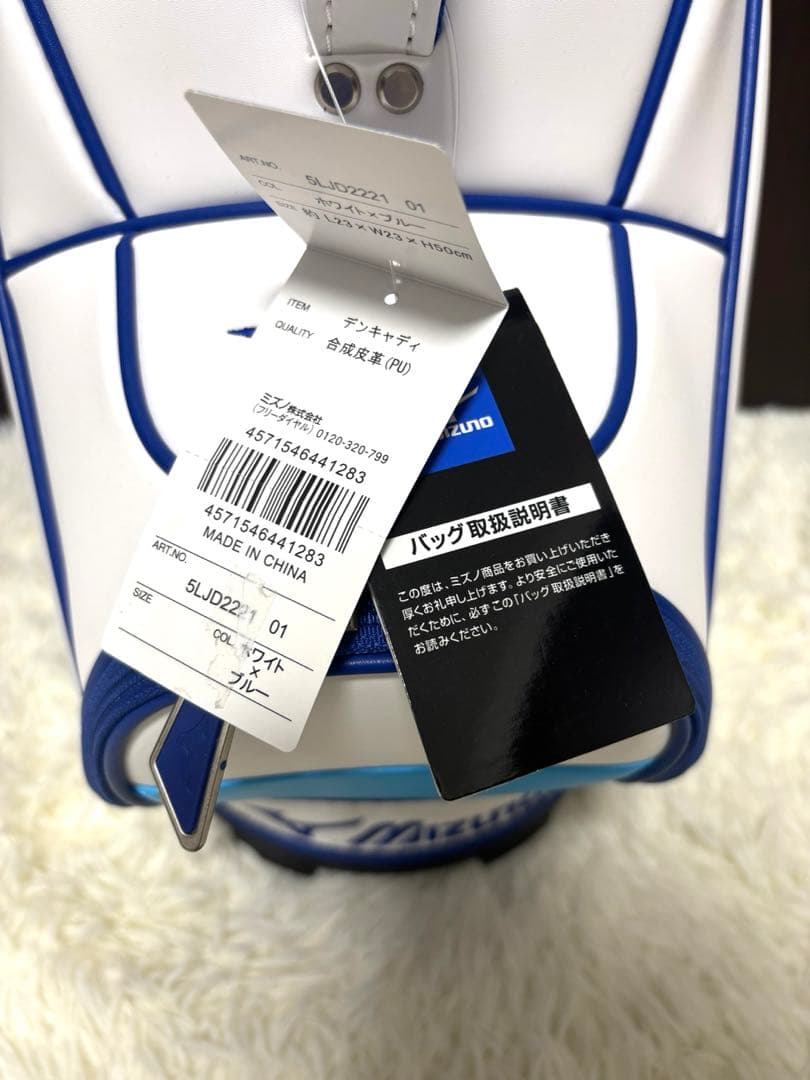 ART.NO.
5LJD2221 01
COL.
ホワイト×ブルー
SIZE
約 L23×W23×H50cm
ITEM
デンキャディ
QUALITY
合成皮革(PU)
ミズノ株式会社
(フリーダイヤル) 0120-320-799
4571546441283
4571546441283
MADE IN CHINA
ART.NO.
5LJD2221 01
SIZE
COL.
ホワイト
×
ブルー
MIZUNO
バッグ 取扱説明書
この度は、ミズノ商品をお買い上げいただき
厚くお礼申し上げます。より安全にご使用いた
だくために、必ずこの「バッグ 取扱説明書」を
お読みください。
MIZUNO